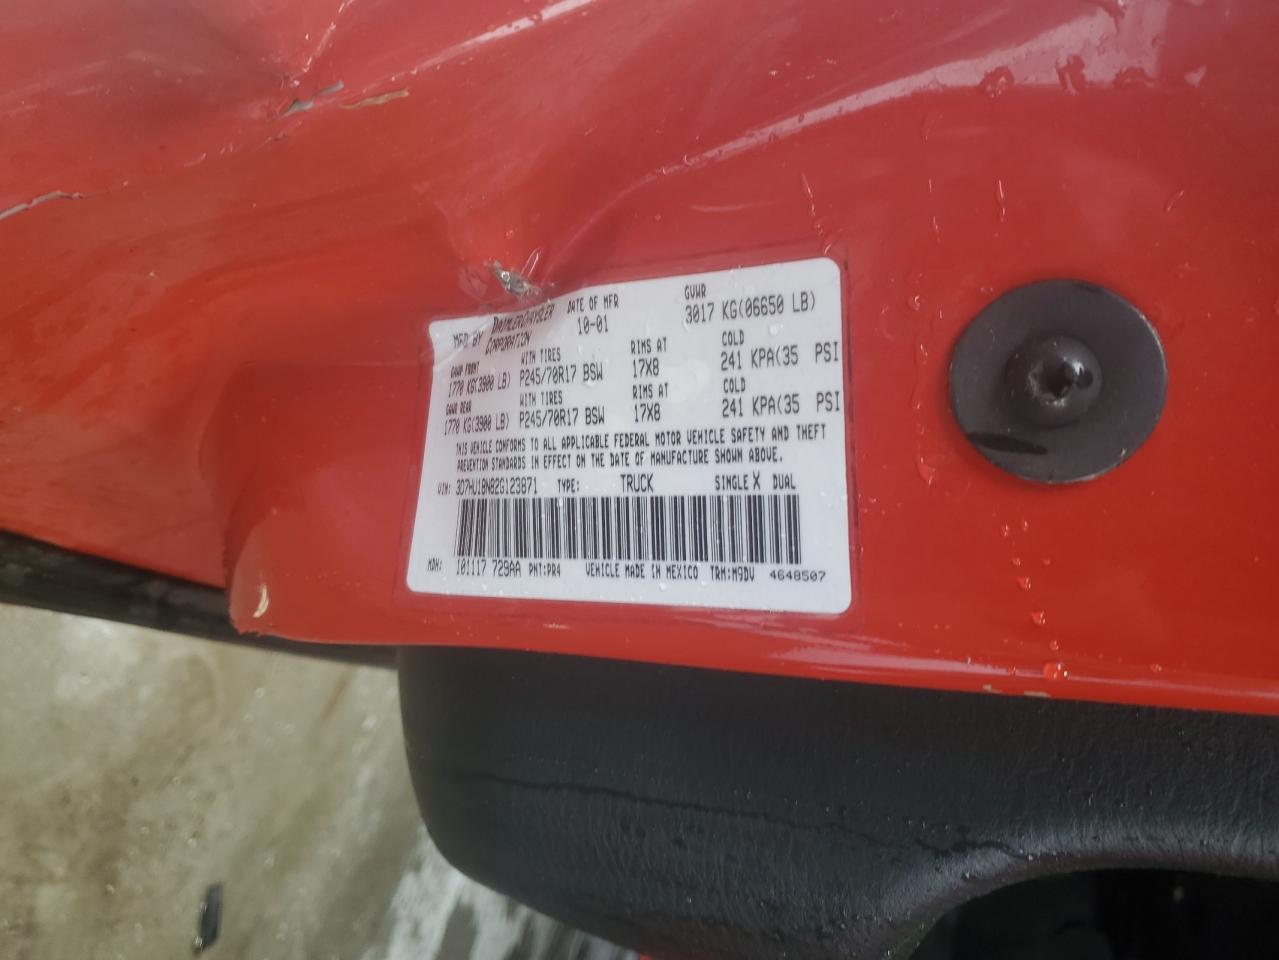 MFD BY DAIMLERCHRYSLER CORPORATION DATE OF MFR 10-01 GVWR 3017 KG(06650 LB)
GAWR FRONT WITH TIRES RIMS AT COLD
1770 KG(3900 LB) P245/70R17 BSW 17X8 241 KPA(35 PSI
GAWR REAR WITH TIRES RIMS AT COLD
1770 KG(3900 LB) P245/70R17 BSW 17X8 241 KPA(35 PSI
THIS VEHICLE CONFORMS TO ALL APPLICABLE FEDERAL MOTOR VEHICLE SAFETY AND THEFT
PREVENTION STANDARDS IN EFFECT ON THE DATE OF MANUFACTURE SHOWN ABOVE.
VIN: 3D7HU18N82G123871 TYPE: TRUCK SINGLE X DUAL
MDH: 101117 729AA PNT:PR4 VEHICLE MADE IN MEXICO TRM:M9DV 4648507